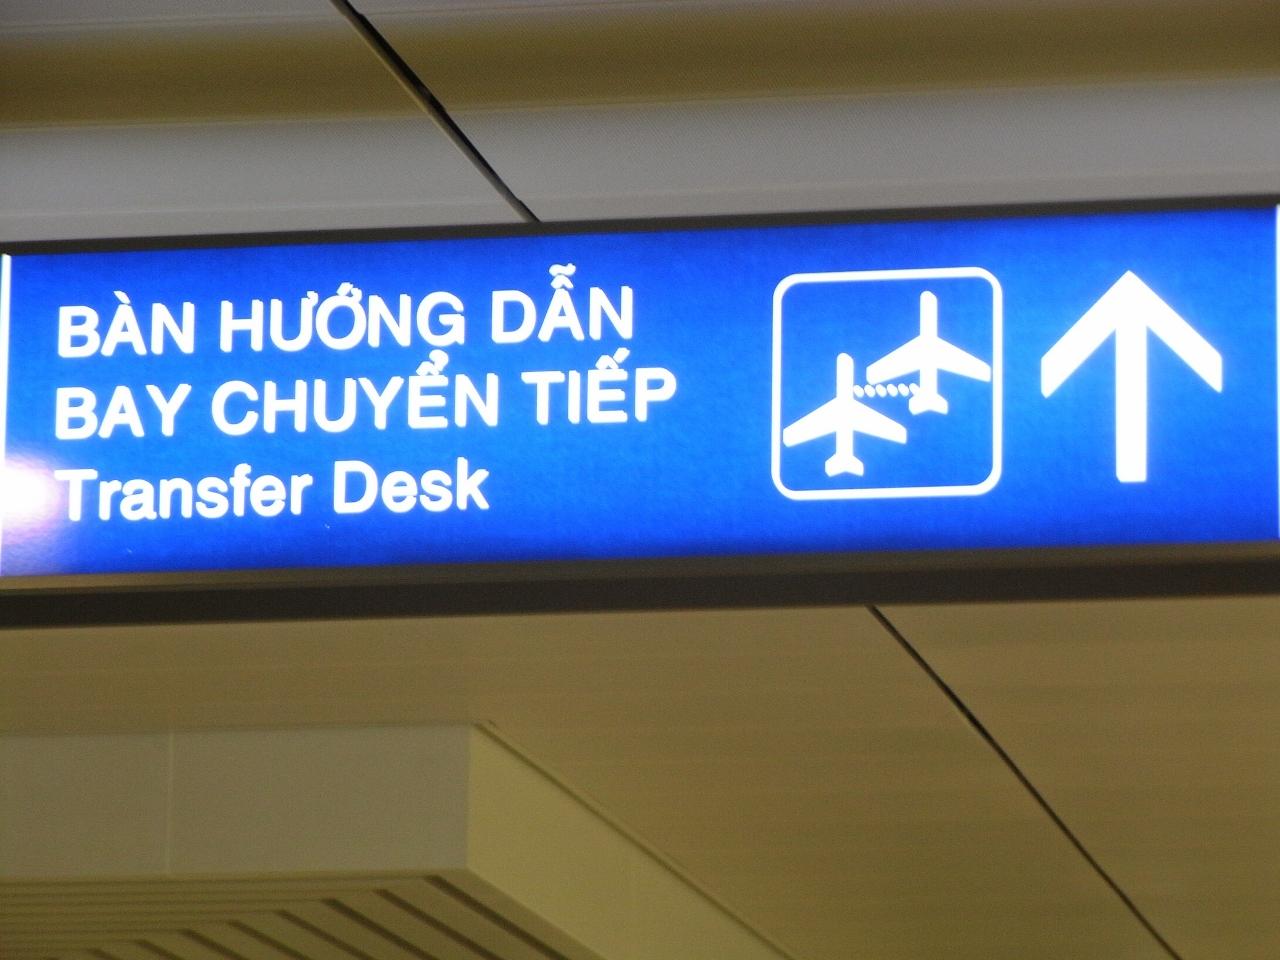 BÀN HƯỚNG DẪN
BAY CHUYỂN TIẾP
Transfer Desk